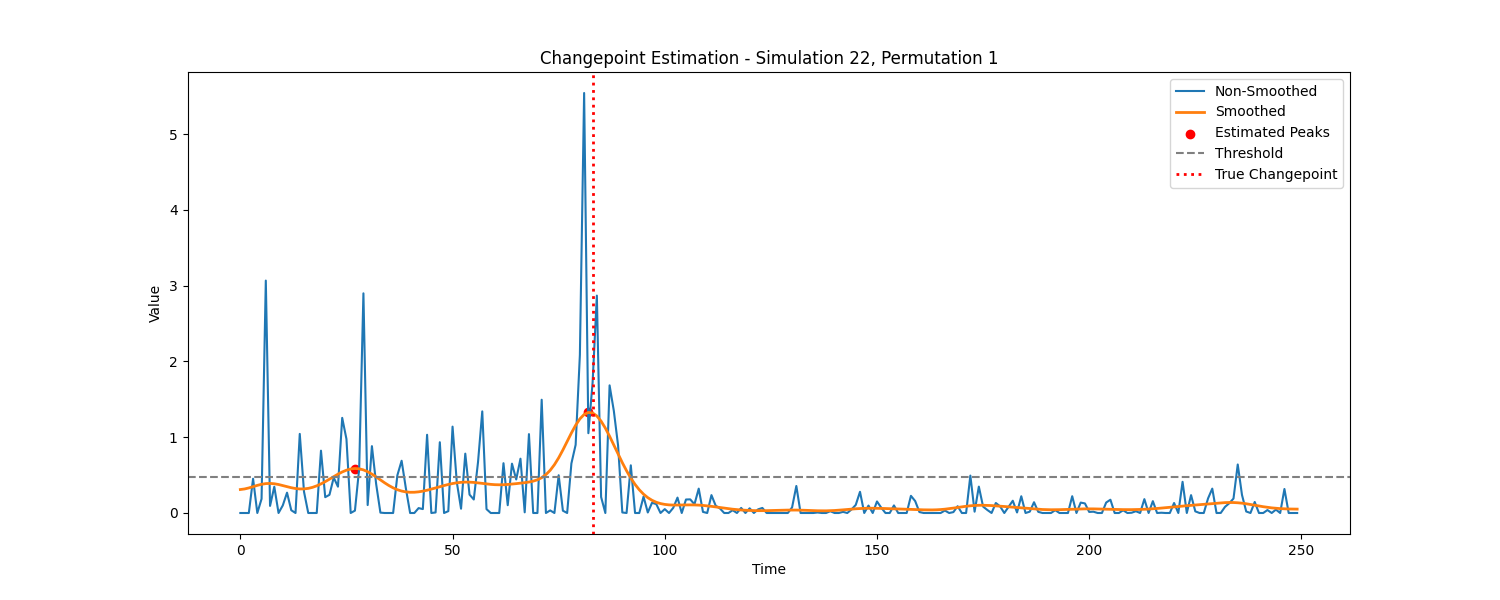 Changepoint Estimation - Simulation 22, Permutation 1
Non-Smoothed
Smoothed
Estimated Peaks
Threshold
True Changepoint
Value
5
4
3
2
1
0
0 50 100 150 200 250
Time